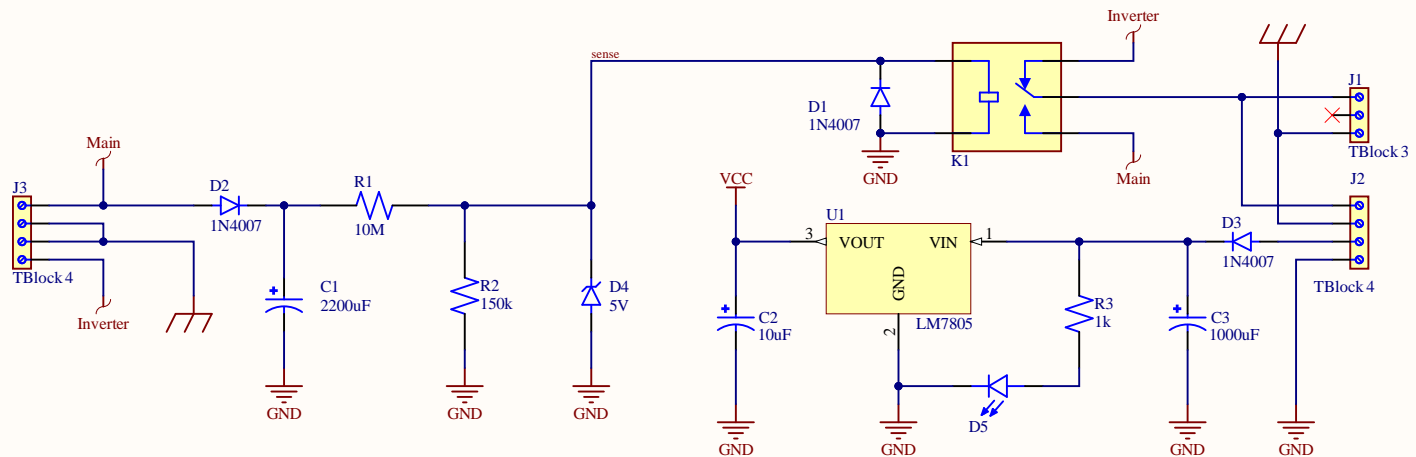 Inverter
sense
J1
D1
1N4007
TBlock 3
K1
Main
GND
Main
J3
D2
R1
VCC
J2
1N4007
10M
U1
3
VOUT
VIN
1
D3
1N4007
TBlock 4
C1
2200uF
R2
150k
D4
5V
GND
R3
1k
TBlock 4
Inverter
C2
10uF
2
LM7805
C3
1000uF
GND
GND
GND
D5
GND
GND
GND
GND